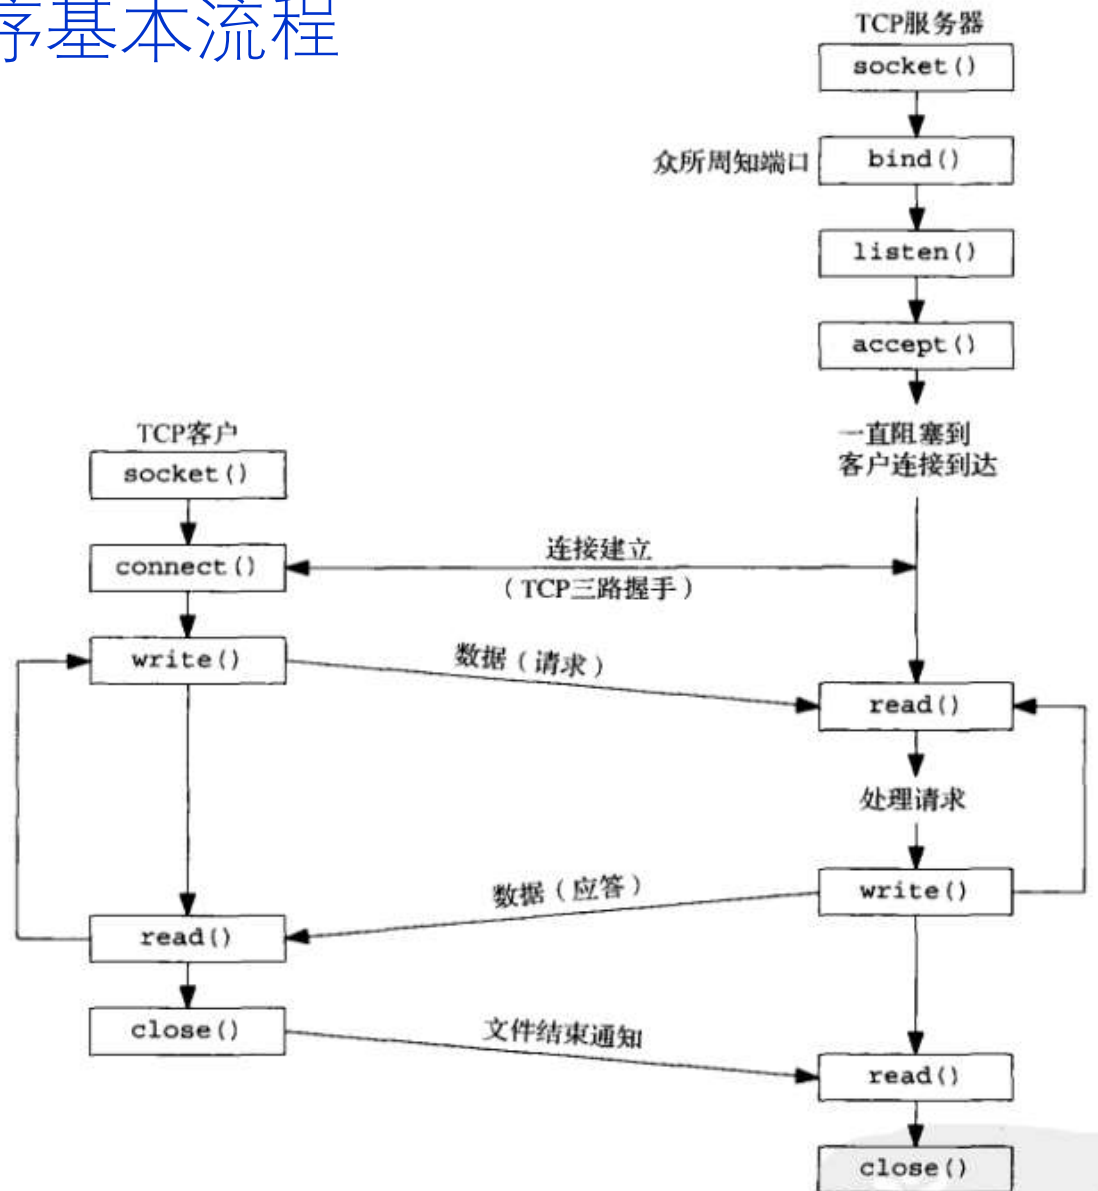 序基本流程
TCP服务器
socket()
众所周知端口
bind()
listen()
accept()
一直阻塞到
客户连接到达
TCP客户
socket()
connect()
连接建立
（TCP三路握手）
write()
数据（请求）
read()
处理请求
write()
数据（应答）
read()
close()
文件结束通知
read()
close()